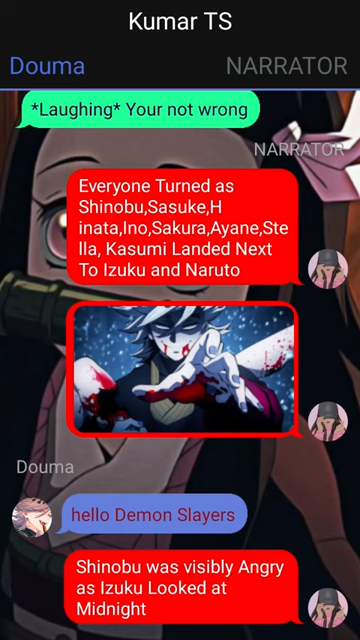 Kumar TS
Douma
NARRATOR
*Laughing* Your not wrong
NARRATOR
Everyone Turned as
Shinobu,Sasuke,H
inata,Ino,Sakura,Ayane,Ste
lla, Kasumi Landed Next
To Izuku and Naruto
Douma
hello Demon Slayers
Shinobu was visibly Angry
as Izuku Looked at
Midnight